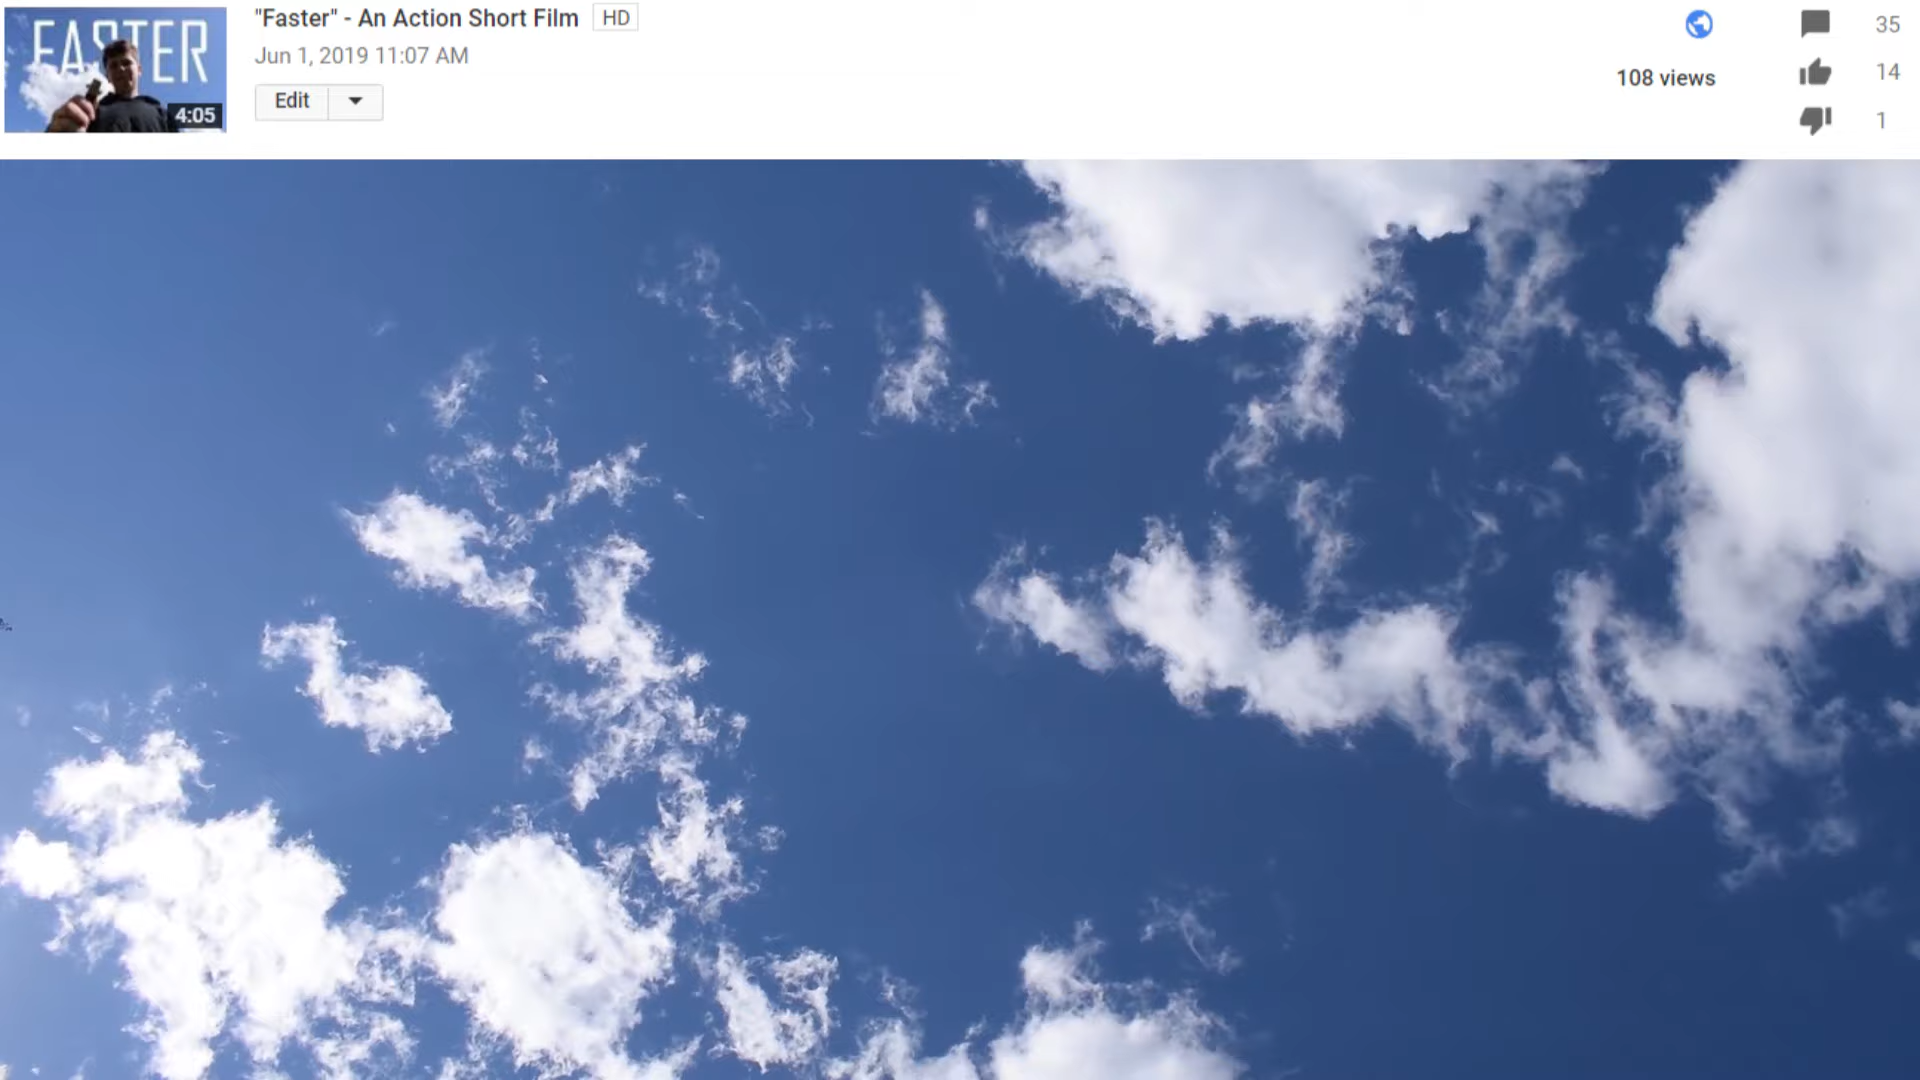 FASTER
4:05
"Faster" - An Action Short Film HD
Jun 1, 2019 11:07 AM
Edit
108 views
35
14
1